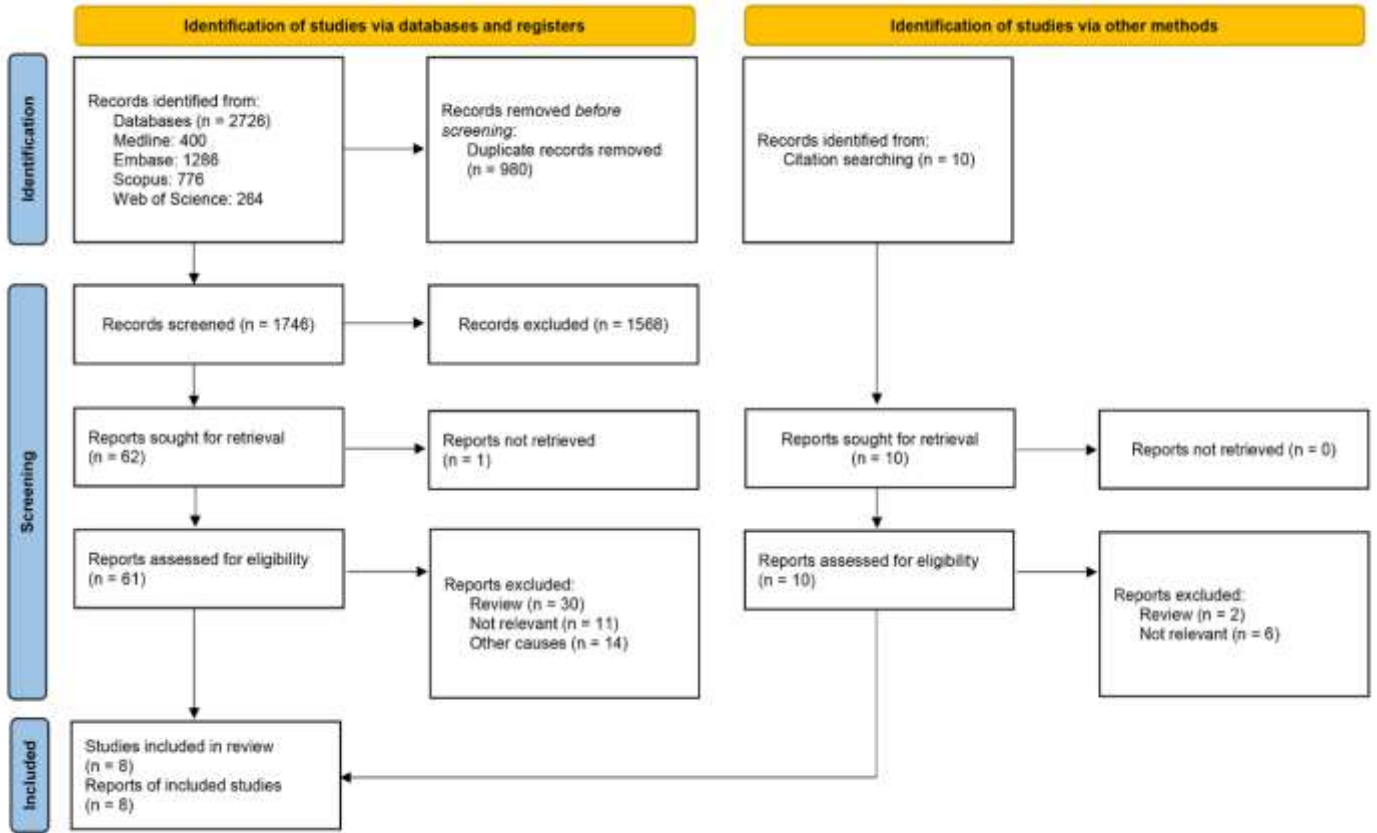 Identification of studies via databases and registers
Identification of studies via other methods
Identification
Records identified from:
Databases (n = 2726)
Medline: 400
Embase: 1286
Scopus: 776
Web of Science: 264
Records removed before
screening:
Duplicate records removed
(n = 980)
Records identified from:
Citation searching (n = 10)
Screening
Records screened (n = 1746)
Records excluded (n = 1568)
Reports sought for retrieval
(n = 62)
Reports not retrieved
(n = 1)
Reports sought for retrieval
(n = 10)
Reports not retrieved (n = 0)
Reports assessed for eligibility
(n = 61)
Reports excluded:
Review (n = 30)
Not relevant (n = 11)
Other causes (n = 14)
Reports assessed for eligibility
(n = 10)
Reports excluded:
Review (n = 2)
Not relevant (n = 6)
Included
Studies included in review
(n = 8)
Reports of included studies
(n = 8)